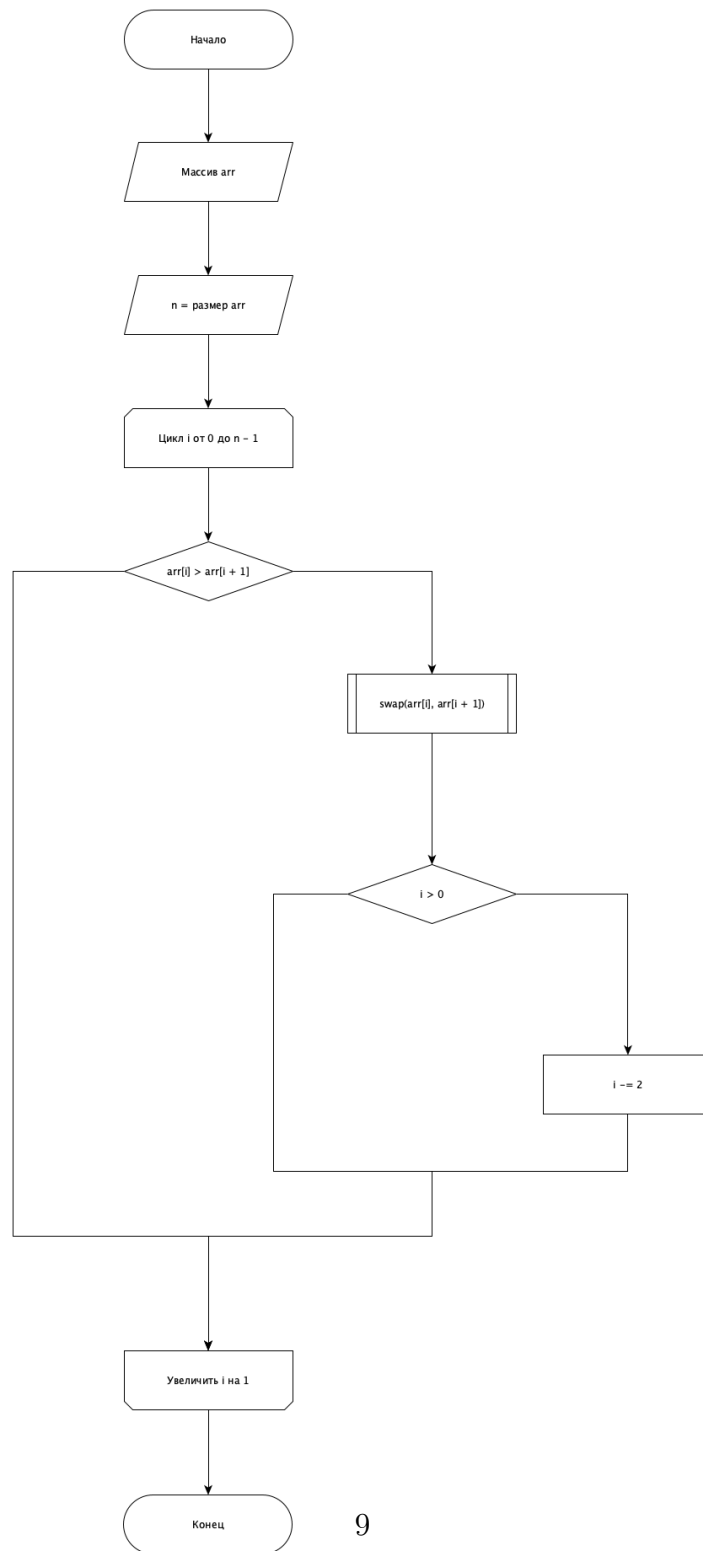 Начало
Массив arr
n = размер arr
Цикл i от 0 до n - 1
arr[i] > arr[i + 1]
swap(arr[i], arr[i + 1])
i > 0
i -= 2
Увеличить i на 1
Конец
9